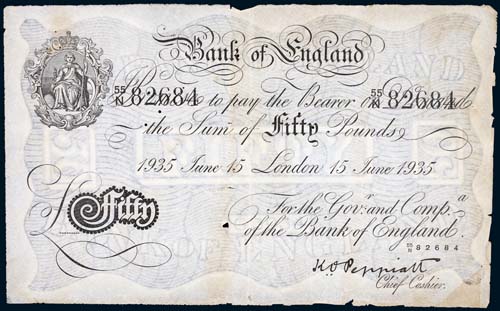 Bank of England
55/N 82684 to pay the Bearer on 55/N 82684
the Sum of Fifty Pounds
1935 June 15 London 15 June 1935
For the Govr. and Compa.
of the Bank of England.
55/N 82684
£ Fifty
K.O. Peppiatt
Chief Cashier.